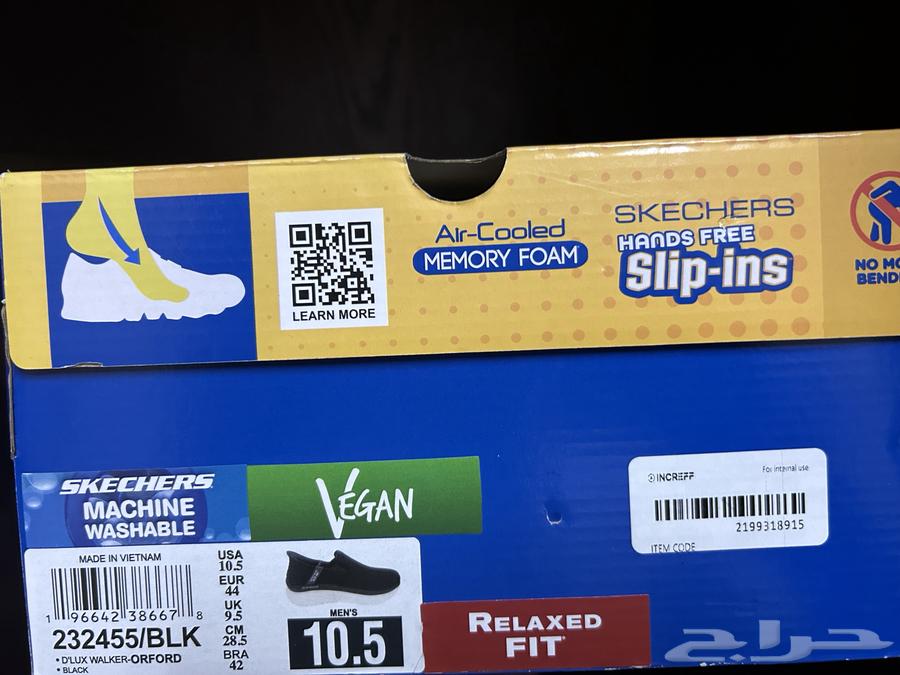 Air-Cooled
MEMORY FOAM
SKECHERS
HANDS FREE
Slip-ins
NO MO
BEND
LEARN MORE
SKECHERS
MACHINE
WASHABLE
VEGAN
INCREFF
For internal use
2199318915
ITEM CODE
MADE IN VIETNAM
1 96642 38667 8
232455/BLK
• D'LUX WALKER-ORFORD
• BLACK
USA
10.5
EUR
44
UK
9.5
CM
28.5
BRA
42
MEN'S
10.5
RELAXED
FIT
حراج